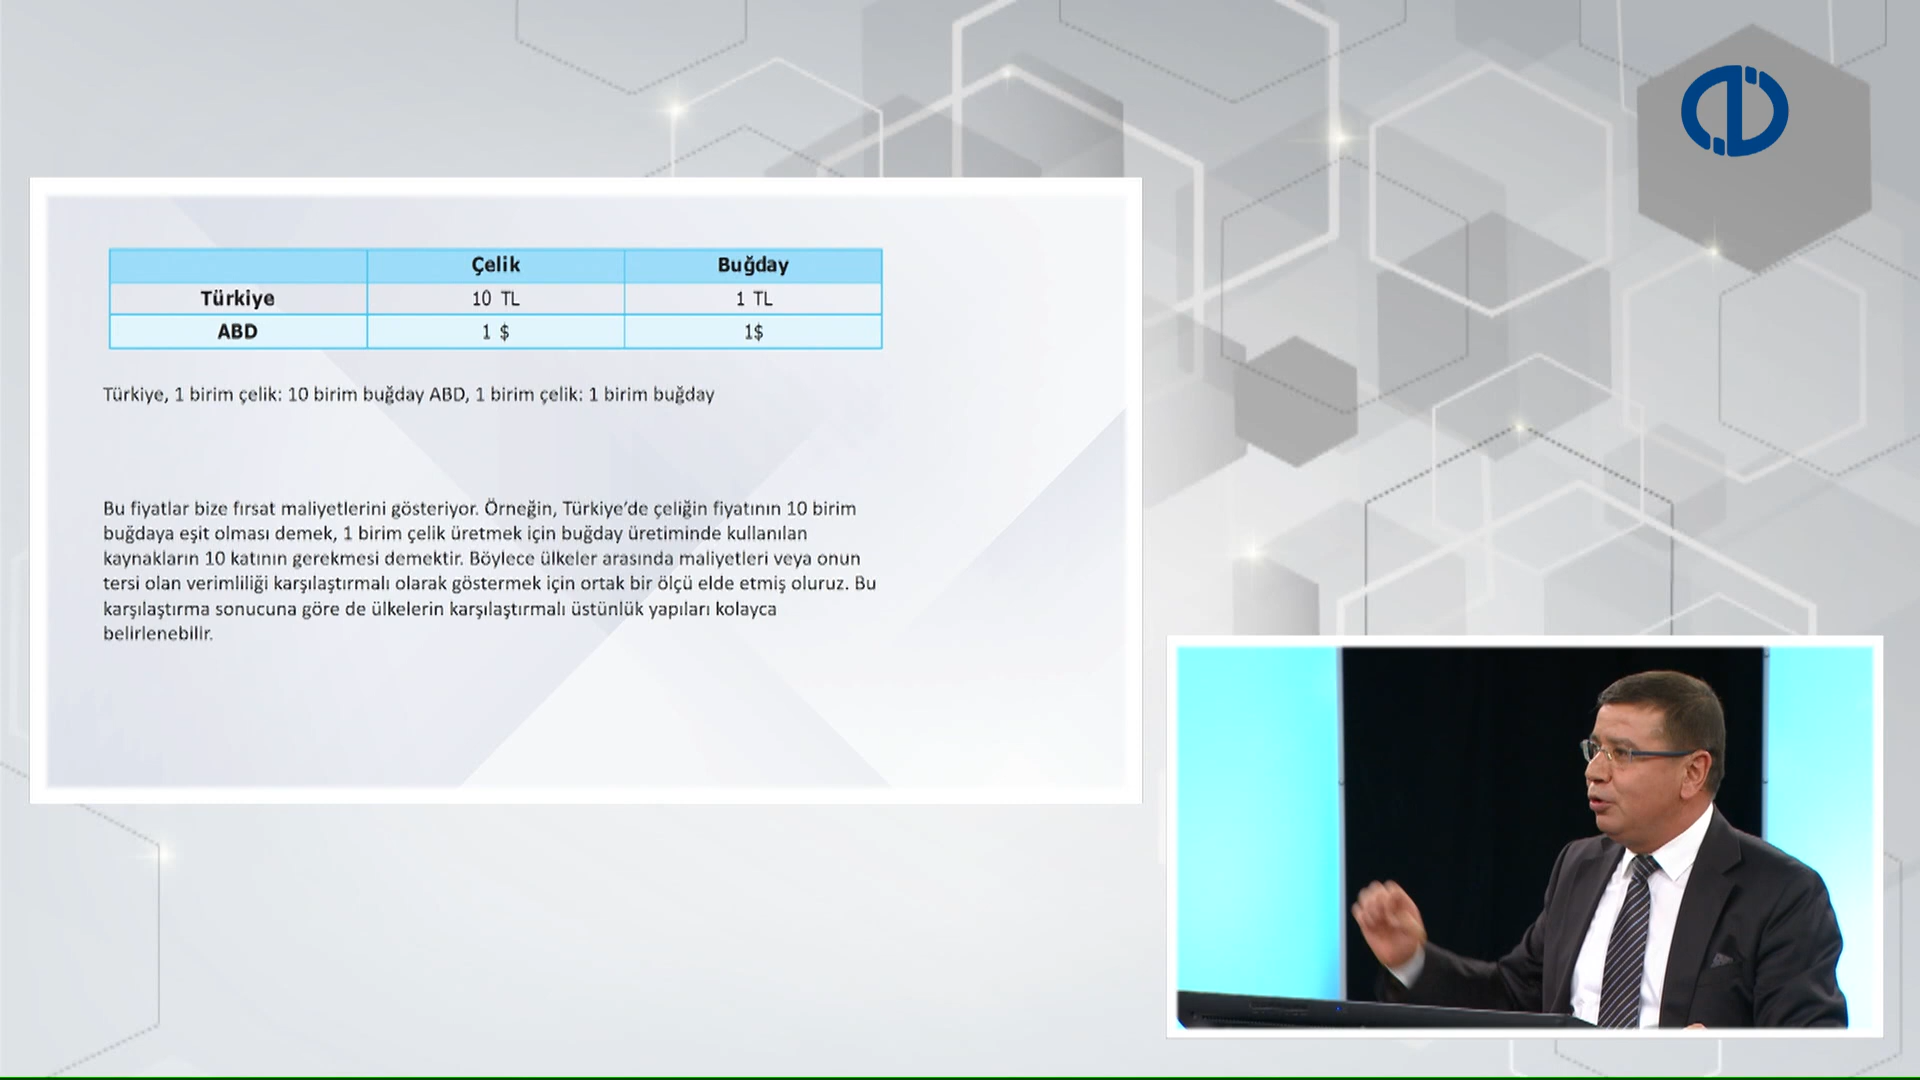 Çelik Buğday
Türkiye 10 TL 1 TL
ABD 1 $ 1$
Türkiye, 1 birim çelik: 10 birim buğday ABD, 1 birim çelik: 1 birim buğday
Bu fiyatlar bize fırsat maliyetlerini gösteriyor. Örneğin, Türkiye’de çeliğin fiyatının 10 birim
buğdaya eşit olması demek, 1 birim çelik üretmek için buğday üretiminde kullanılan
kaynakların 10 katının gerekmesi demektir. Böylece ülkeler arasında maliyetleri veya onun
tersi olan verimliliği karşılaştırmalı olarak göstermek için ortak bir ölçü elde etmiş oluruz. Bu
karşılaştırma sonucuna göre de ülkelerin karşılaştırmalı üstünlük yapıları kolayca
belirlenebilir.